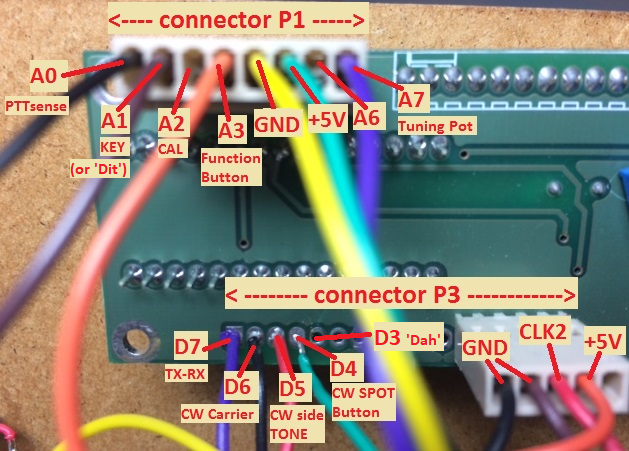 <---- connector P1 ----->
A0
PTTsense
A1
KEY
(or 'Dit')
A2
CAL
A3
Function
Button
GND
+5V
A6
A7
Tuning Pot
< -------- connector P3 ------------>
D7
TX-RX
D6
CW Carrier
D5
CW side
TONE
D4
CW SPOT
Button
D3 'Dah'
GND
CLK2
+5V